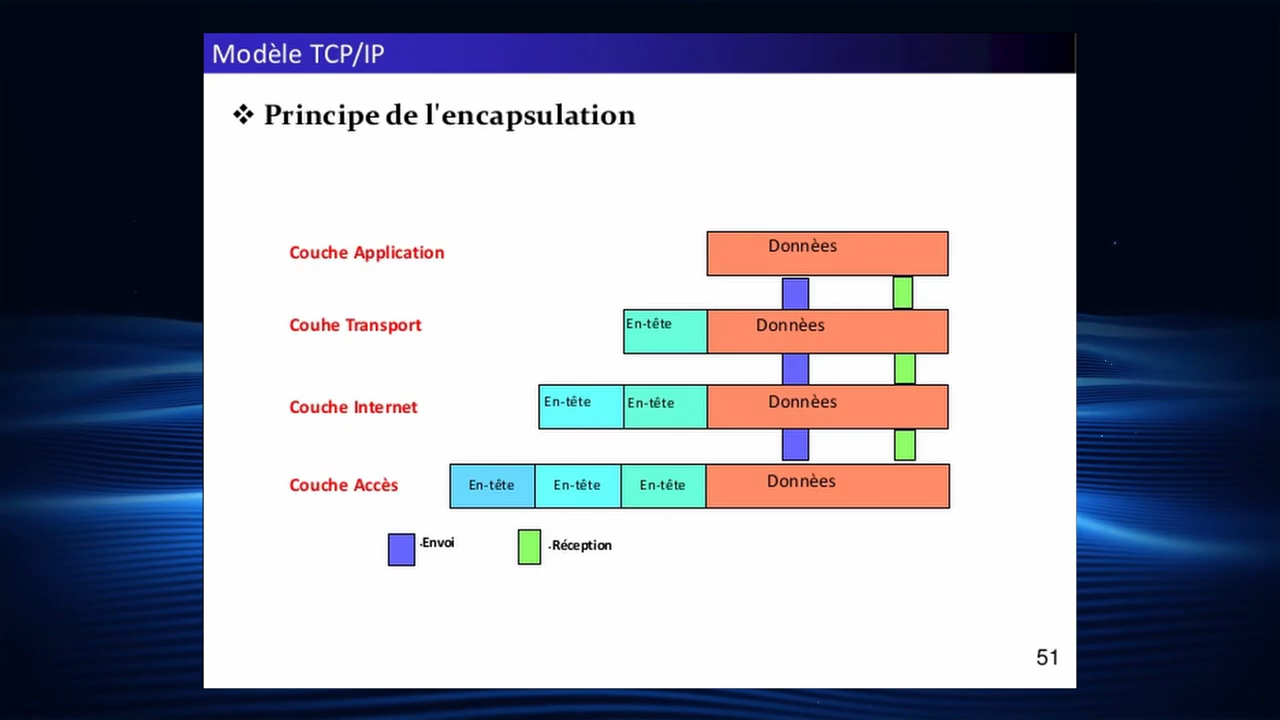 Modèle TCP/IP
❖ Principe de l'encapsulation
Couche Application
Donnèes
Couhe Transport
En-tête
Donnèes
Couche Internet
En-tête
En-tête
Donnèes
Couche Accès
En-tête
En-tête
En-tête
Donnèes
.Envoi
.Réception
51